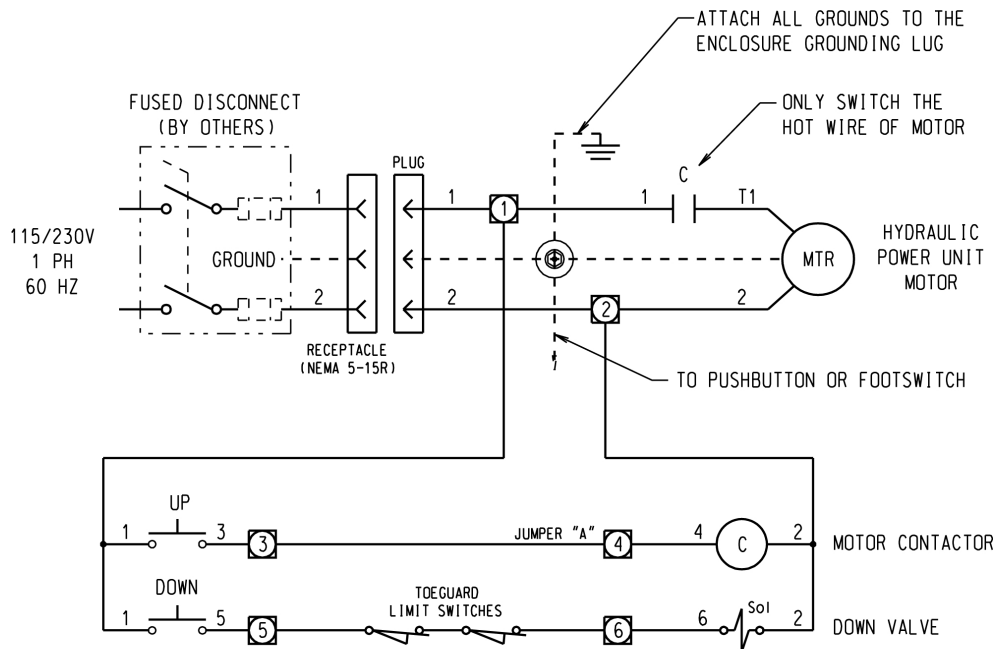 ATTACH ALL GROUNDS TO THE
ENCLOSURE GROUNDING LUG
FUSED DISCONNECT
(BY OTHERS)
ONLY SWITCH THE
HOT WIRE OF MOTOR
PLUG
C
1
1
1
1
T1
115/230V
1 PH
60 HZ
GROUND
MTR
HYDRAULIC
POWER UNIT
MOTOR
2
2
2
2
RECEPTACLE
(NEMA 5-15R)
TO PUSHBUTTON OR FOOTSWITCH
UP
1
3
3
JUMPER "A"
4
4
C
2
MOTOR CONTACTOR
DOWN
1
5
5
TOEGUARD
LIMIT SWITCHES
6
6
Sol
2
DOWN VALVE